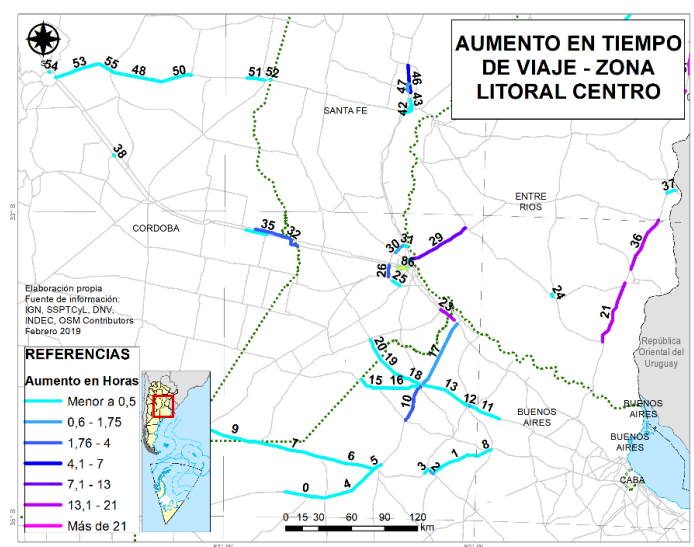 AUMENTO EN TIEMPO
DE VIAJE - ZONA
LITORAL CENTRO
54
53
55
48
50
51
52
47
46
42
43
SANTA FE
38
37
ENTRE
RIOS
33° S
CORDOBA
35
32
30
31
29
36
86
26
25
24
21
23
Elaboración propia
Fuente de información:
IGN, SSPTCyL, DNV,
INDEC, OSM Contributors
Febrero 2019
República
Oriental del
Uruguay
REFERENCIAS
Aumento en Horas
Menor a 0,5
0,6 - 1,75
1,76 - 4
4,1 - 7
7,1 - 13
13,1 - 21
Más de 21
20
19
17
15
16
18
13
12
11
10
BUENOS
AIRES
BUENOS
AIRES
BUENOS
AIRES
CABA
9
7
6
5
3
2
1
8
0
4
0 15 30 60 90 120
km